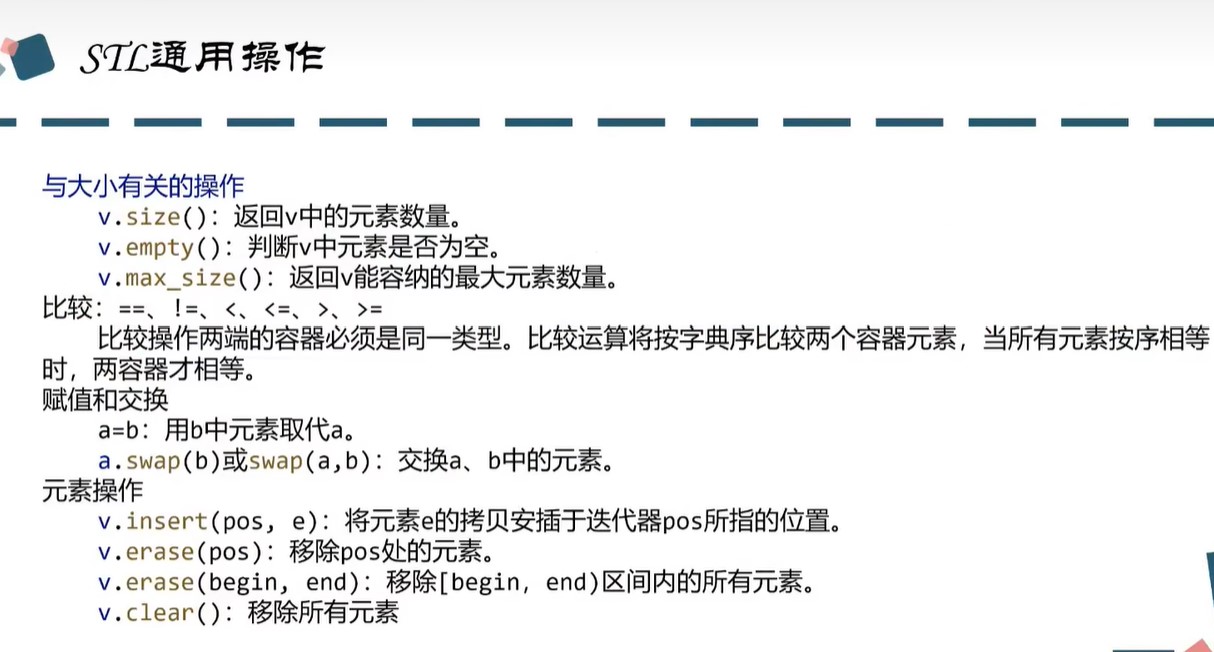 STL通用操作
与大小有关的操作
v.size()：返回v中的元素数量。
v.empty()：判断v中元素是否为空。
v.max_size()：返回v能容纳的最大元素数量。
比较：==、!=、<、<=、>、>=
比较操作两端的容器必须是同一类型。比较运算将按字典序比较两个容器元素，当所有元素按序相等
时，两容器才相等。
赋值和交换
a=b：用b中元素取代a。
a.swap(b)或swap(a,b)：交换a、b中的元素。
元素操作
v.insert(pos, e)：将元素e的拷贝安插于迭代器pos所指的位置。
v.erase(pos)：移除pos处的元素。
v.erase(begin, end)：移除[begin, end)区间内的所有元素。
v.clear()：移除所有元素